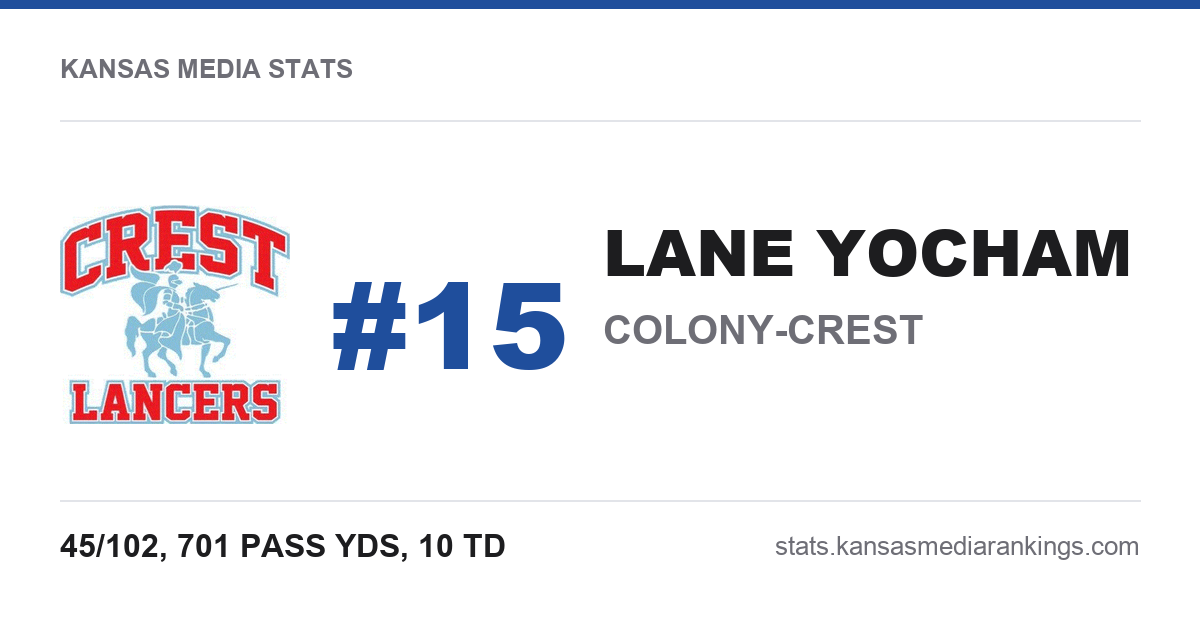 KANSAS MEDIA STATS
CREST
LANCERS
#15
LANE YOCHAM
COLONY-CREST
45/102, 701 PASS YDS, 10 TD
stats.kansasmediarankings.com